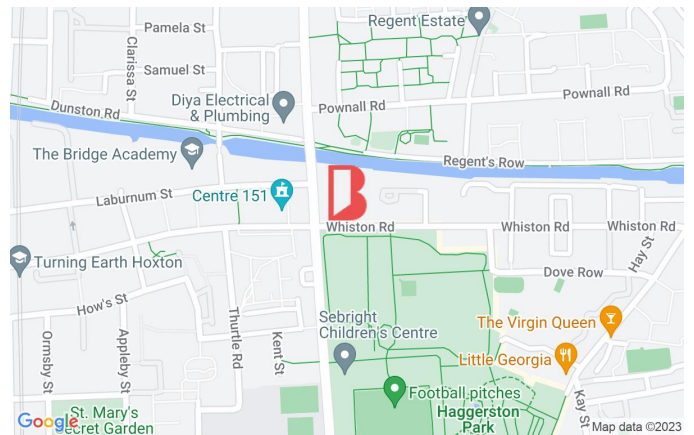 Regent Estate
Pamela St
Clarissa St
Samuel St
Dunston Rd
Diya Electrical
& Plumbing
Pownall Rd
Pownall Rd
The Bridge Academy
Regent's Row
Laburnum St
Centre 151
B
Whiston Rd
Whiston Rd
Whiston Rd
Hay St
Turning Earth Hoxton
Dove Row
How's St
Thurtle Rd
Kent St
Ormsby St
Appleby St
Sebright
Children's Centre
The Virgin Queen
Little Georgia
Football pitches
Haggerston
Park
Kay St
St. Mary's
Secret Garden
Google
Map data ©2023